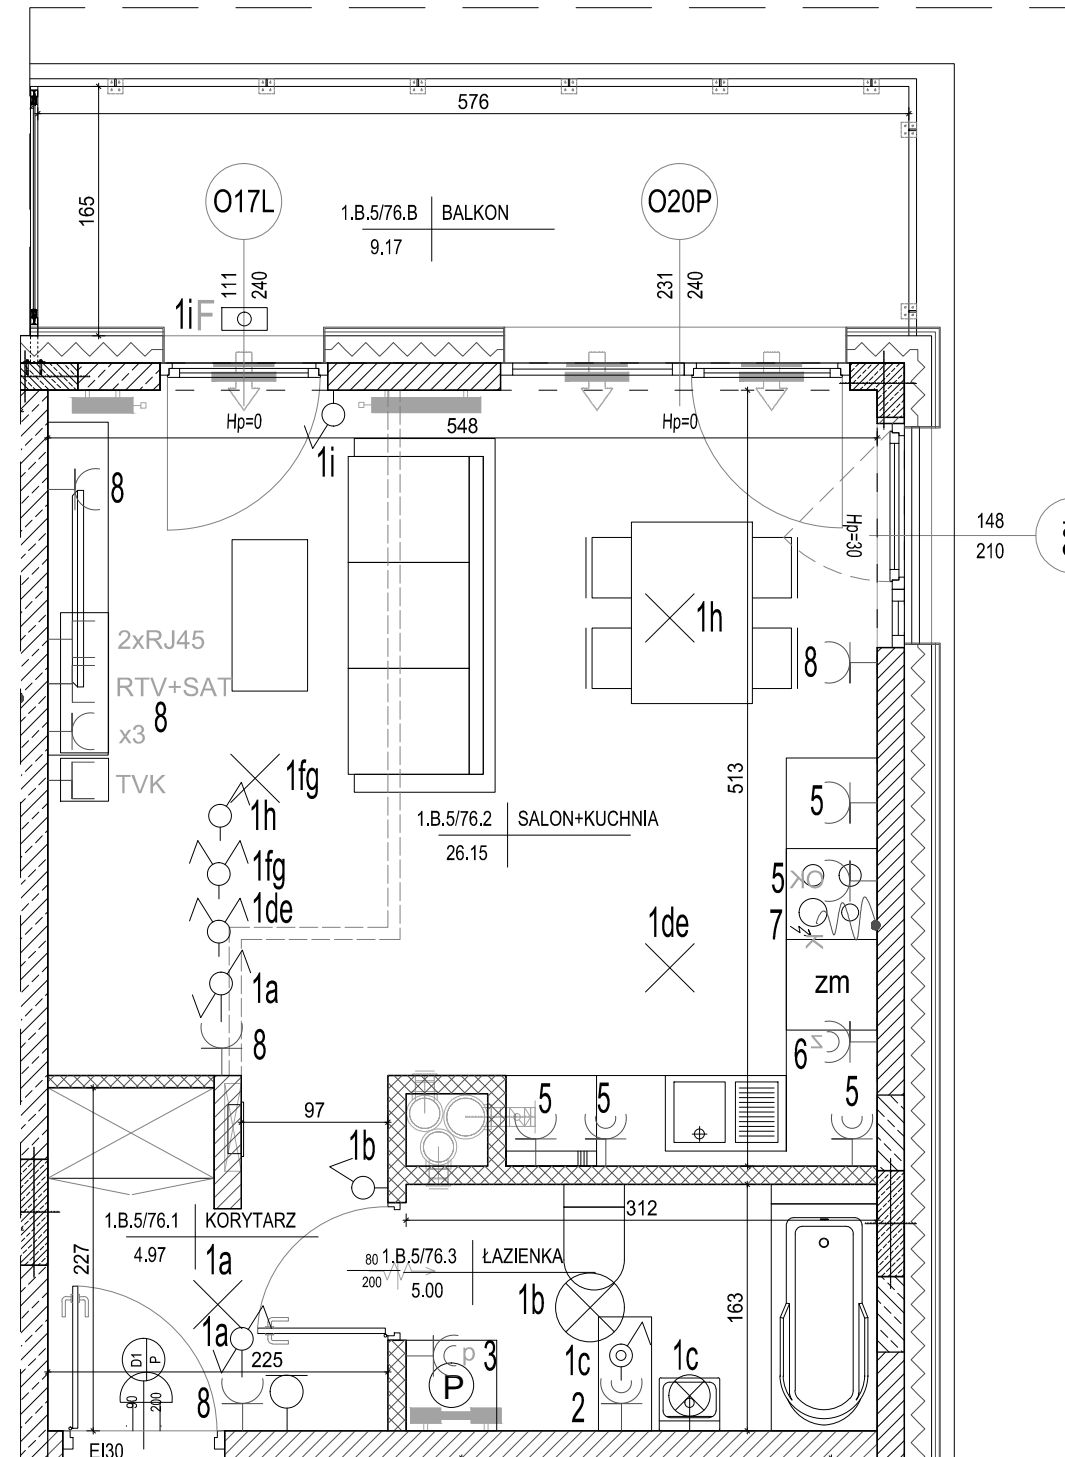 576
O17L
O20P
165
1.B.5/76.B BALKON
9.17
111
240
231
240
1iF
Hp=0
548
Hp=0
1i
8
148
210
Hp=30
1h
2xRJ45
8
RTV+SAT
8
x3
TVK
1fg
513
5
1h
1.B.5/76.2 SALON+KUCHNIA
26.15
1fg
5
OK
1de
1de
7
K
zm
1a
8
6
Z
97
5
5
5
1b
312
1.B.5/76.1 KORYTARZ
4.97
227
1a
80
200
1.B.5/76.3 ŁAZIENKA
5.00
1b
163
1a
225
p
3
1c
1c
D1
P
P
90
200
8
2
EI30